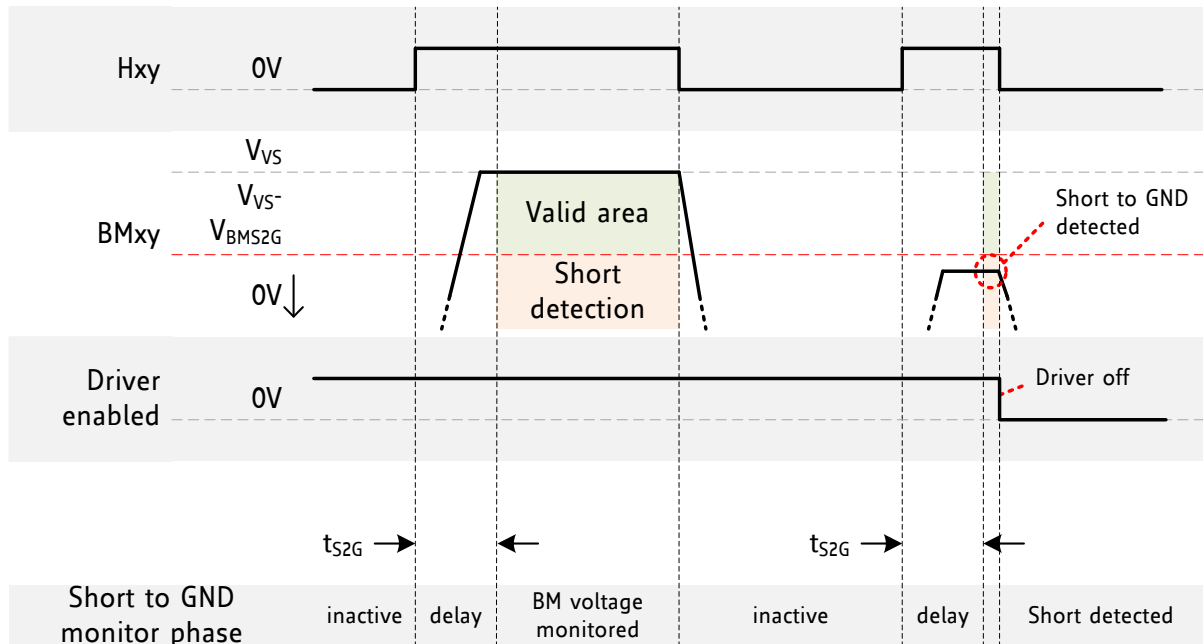 Hxy
0V
VVS
VVS-
VBMS2G
BMxy
0V
Valid area
Short
detection
Short to GND
detected
Driver
enabled
0V
Driver off
tS2G
tS2G
Short to GND
monitor phase
inactive
delay
BM voltage
monitored
inactive
delay
Short detected